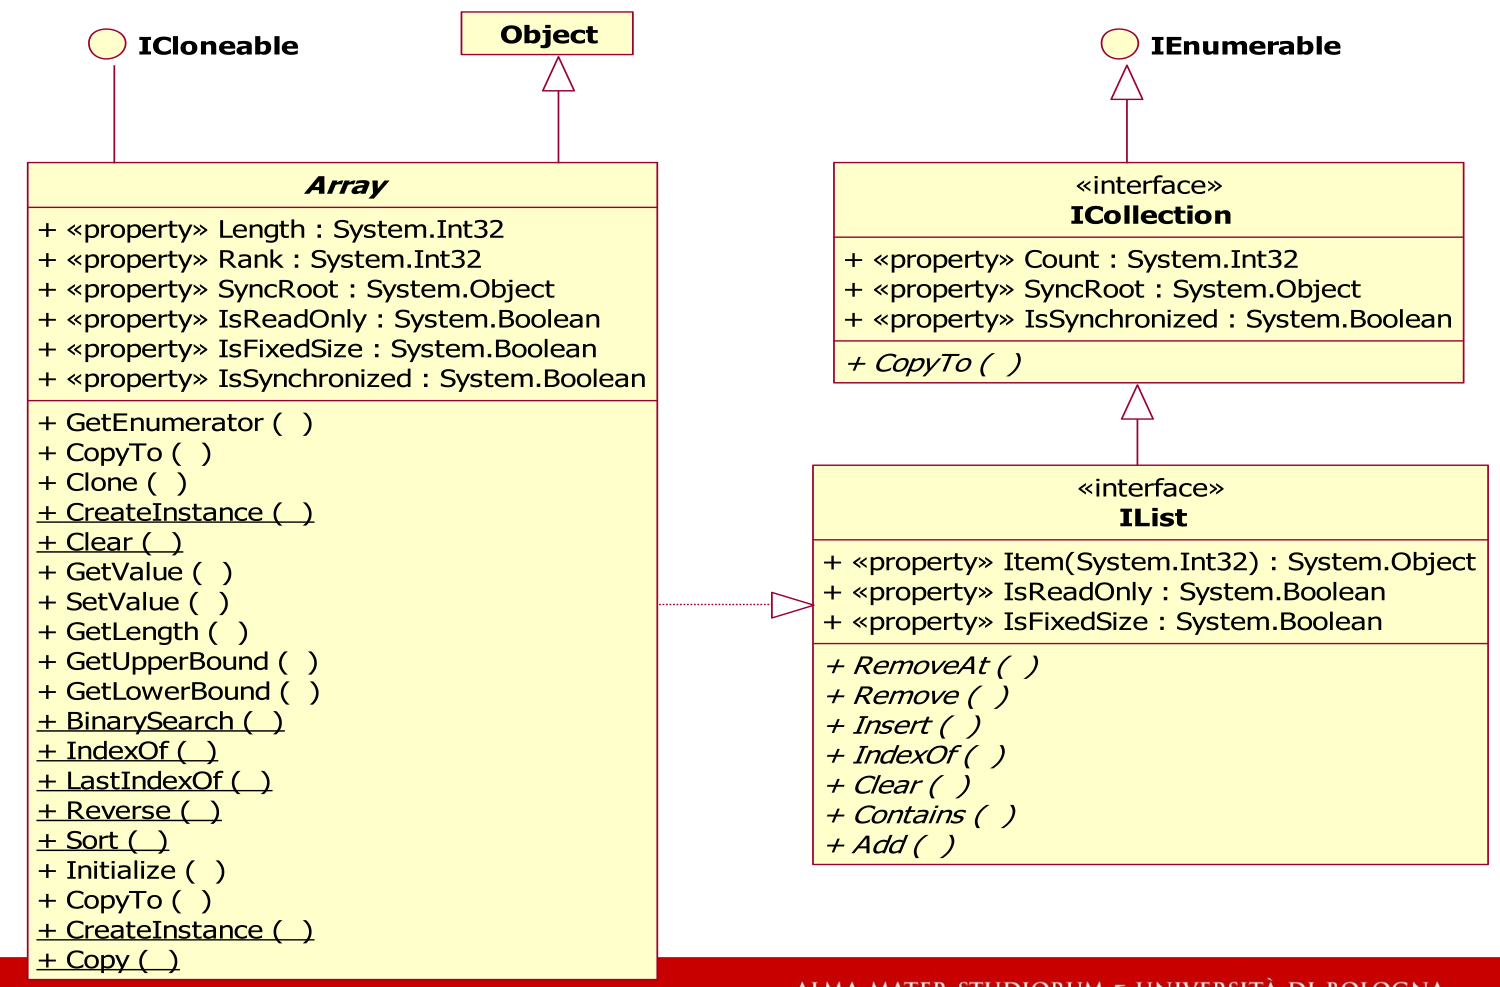 ICloneable
Object
IEnumerable
Array
+ «property» Length : System.Int32
+ «property» Rank : System.Int32
+ «property» SyncRoot : System.Object
+ «property» IsReadOnly : System.Boolean
+ «property» IsFixedSize : System.Boolean
+ «property» IsSynchronized : System.Boolean
+ GetEnumerator ( )
+ CopyTo ( )
+ Clone ( )
+ CreateInstance ( )
+ Clear ( )
+ GetValue ( )
+ SetValue ( )
+ GetLength ( )
+ GetUpperBound ( )
+ GetLowerBound ( )
+ BinarySearch ( )
+ IndexOf ( )
+ LastIndexOf ( )
+ Reverse ( )
+ Sort ( )
+ Initialize ( )
+ CopyTo ( )
+ CreateInstance ( )
+ Copy ( )
«interface»
ICollection
+ «property» Count : System.Int32
+ «property» SyncRoot : System.Object
+ «property» IsSynchronized : System.Boolean
+ CopyTo ( )
«interface»
IList
+ «property» Item(System.Int32) : System.Object
+ «property» IsReadOnly : System.Boolean
+ «property» IsFixedSize : System.Boolean
+ RemoveAt ( )
+ Remove ( )
+ Insert ( )
+ IndexOf ( )
+ Clear ( )
+ Contains ( )
+ Add ( )
ALMA MATER STUDIORUM – UNIVERSITÀ DI BOLOGNA